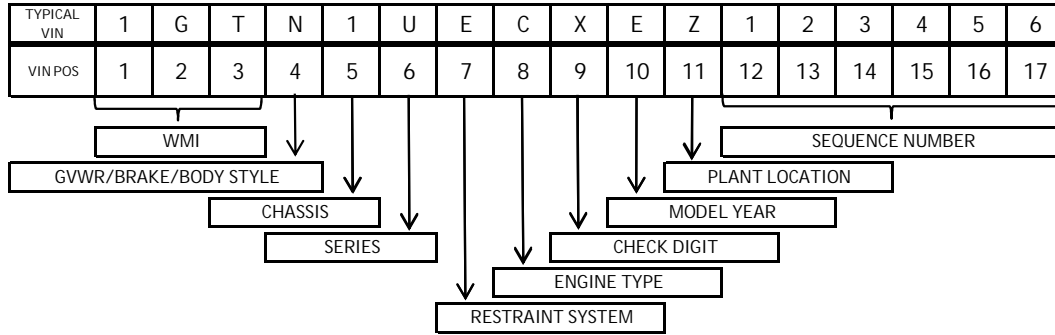 TYPICAL VIN 1 G T N 1 U E C X E Z 1 2 3 4 5 6
VIN POS 1 2 3 4 5 6 7 8 9 10 11 12 13 14 15 16 17
WMI SEQUENCE NUMBER
GVWR/BRAKE/BODY STYLE PLANT LOCATION
CHASSIS MODEL YEAR
SERIES CHECK DIGIT
ENGINE TYPE
RESTRAINT SYSTEM